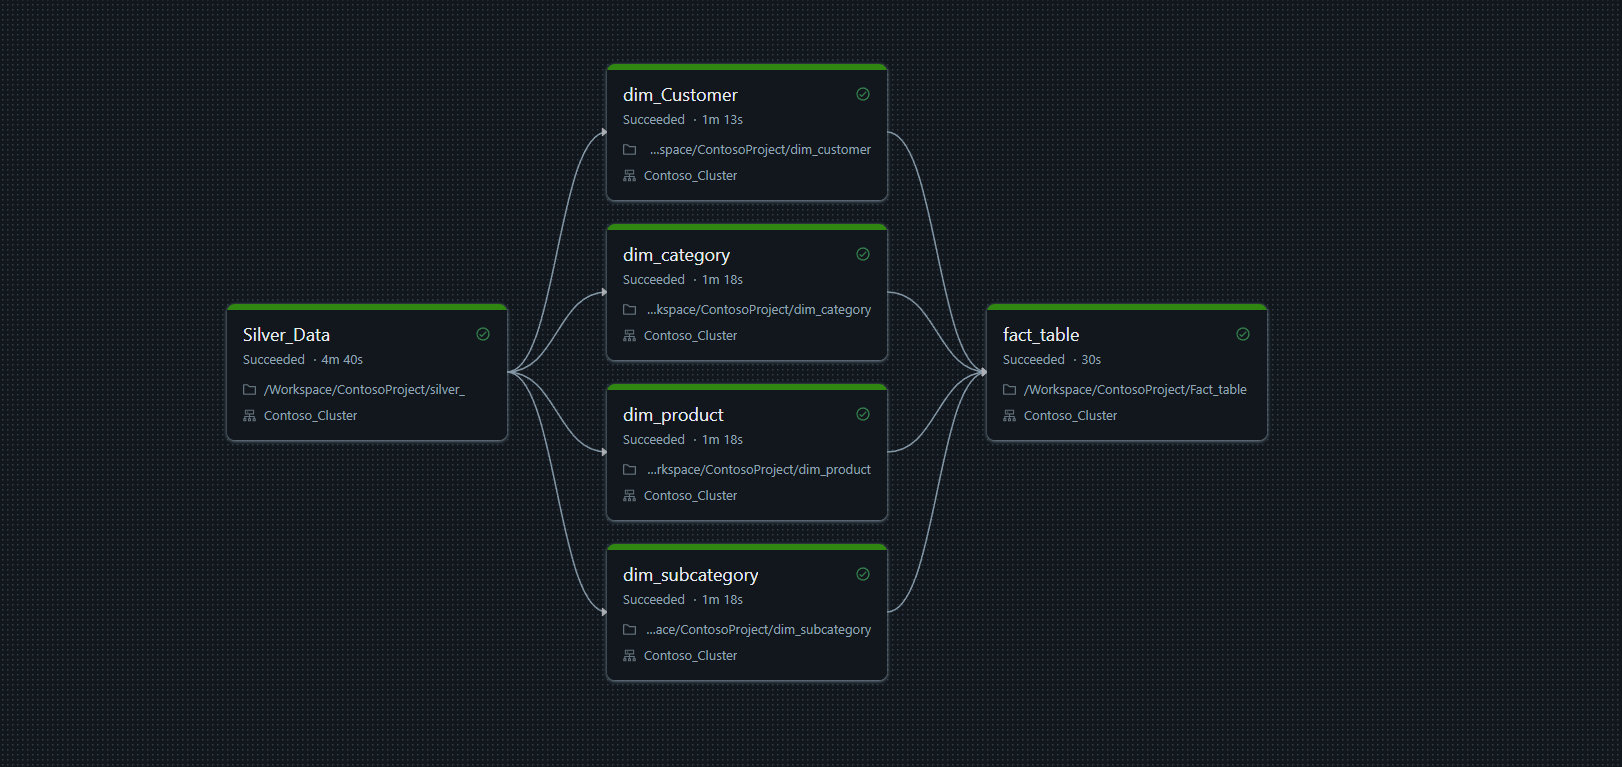 Silver_Data
Succeeded · 4m 40s
/Workspace/ContosoProject/silver_
Contoso_Cluster
dim_Customer
Succeeded · 1m 13s
...space/ContosoProject/dim_customer
Contoso_Cluster
dim_category
Succeeded · 1m 18s
...kspace/ContosoProject/dim_category
Contoso_Cluster
dim_product
Succeeded · 1m 18s
...rkspace/ContosoProject/dim_product
Contoso_Cluster
dim_subcategory
Succeeded · 1m 18s
...ace/ContosoProject/dim_subcategory
Contoso_Cluster
fact_table
Succeeded · 30s
/Workspace/ContosoProject/Fact_table
Contoso_Cluster